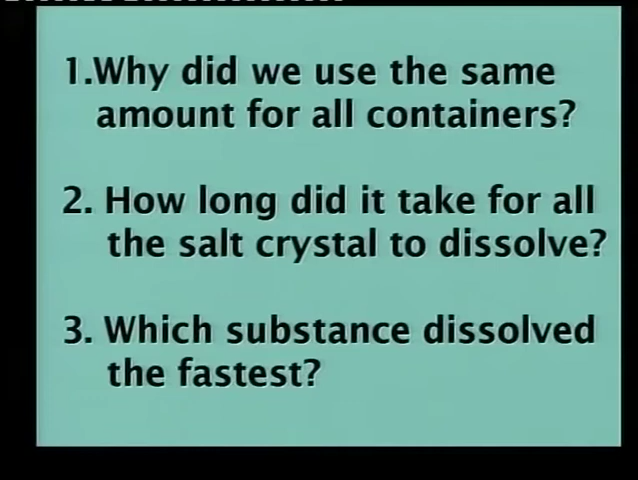 1.Why did we use the same
amount for all containers?
2. How long did it take for all
the salt crystal to dissolve?
3. Which substance dissolved
the fastest?